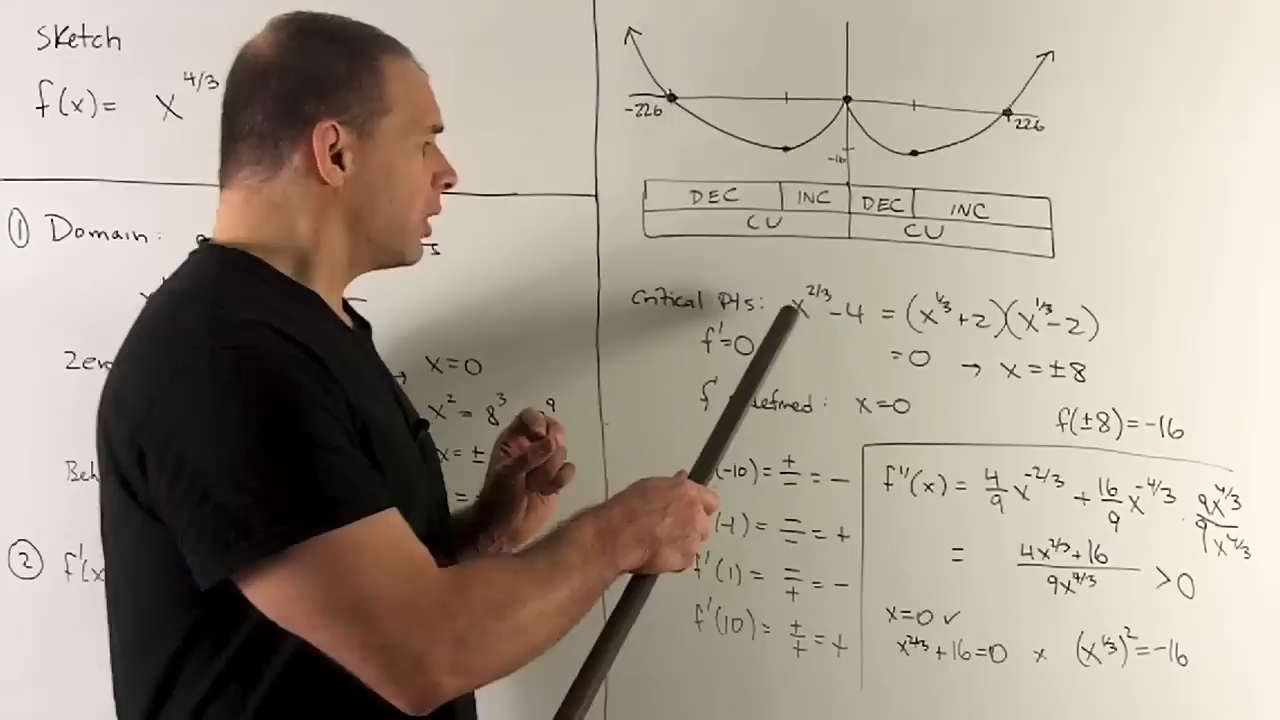 Sketch
f(x)= x^4/3
① Domain:
x=0
x² = 8³
x= ±
② f'(x
-226
226
-16
DEC INC DEC INC
CU CU
Critical Pts: x^2/3 - 4 = (x^1/3 + 2)(x^1/3 - 2)
f'=0 =0 → x = ±8
f' : x=0
f(±8) = -16
(-10) = +/- = -
(-1) = -/- = +
f'(1) = -/+ = -
f'(10) = +/+ = +
f''(x) = 4/9 x^-2/3 + 16/9 x^-4/3 · 9x^4/3 / 9x^4/3
= 4x^2/3 + 16 / 9x^4/3 > 0
x=0 ✓
x^2/3 + 16 = 0 x (x^1/3)² = -16